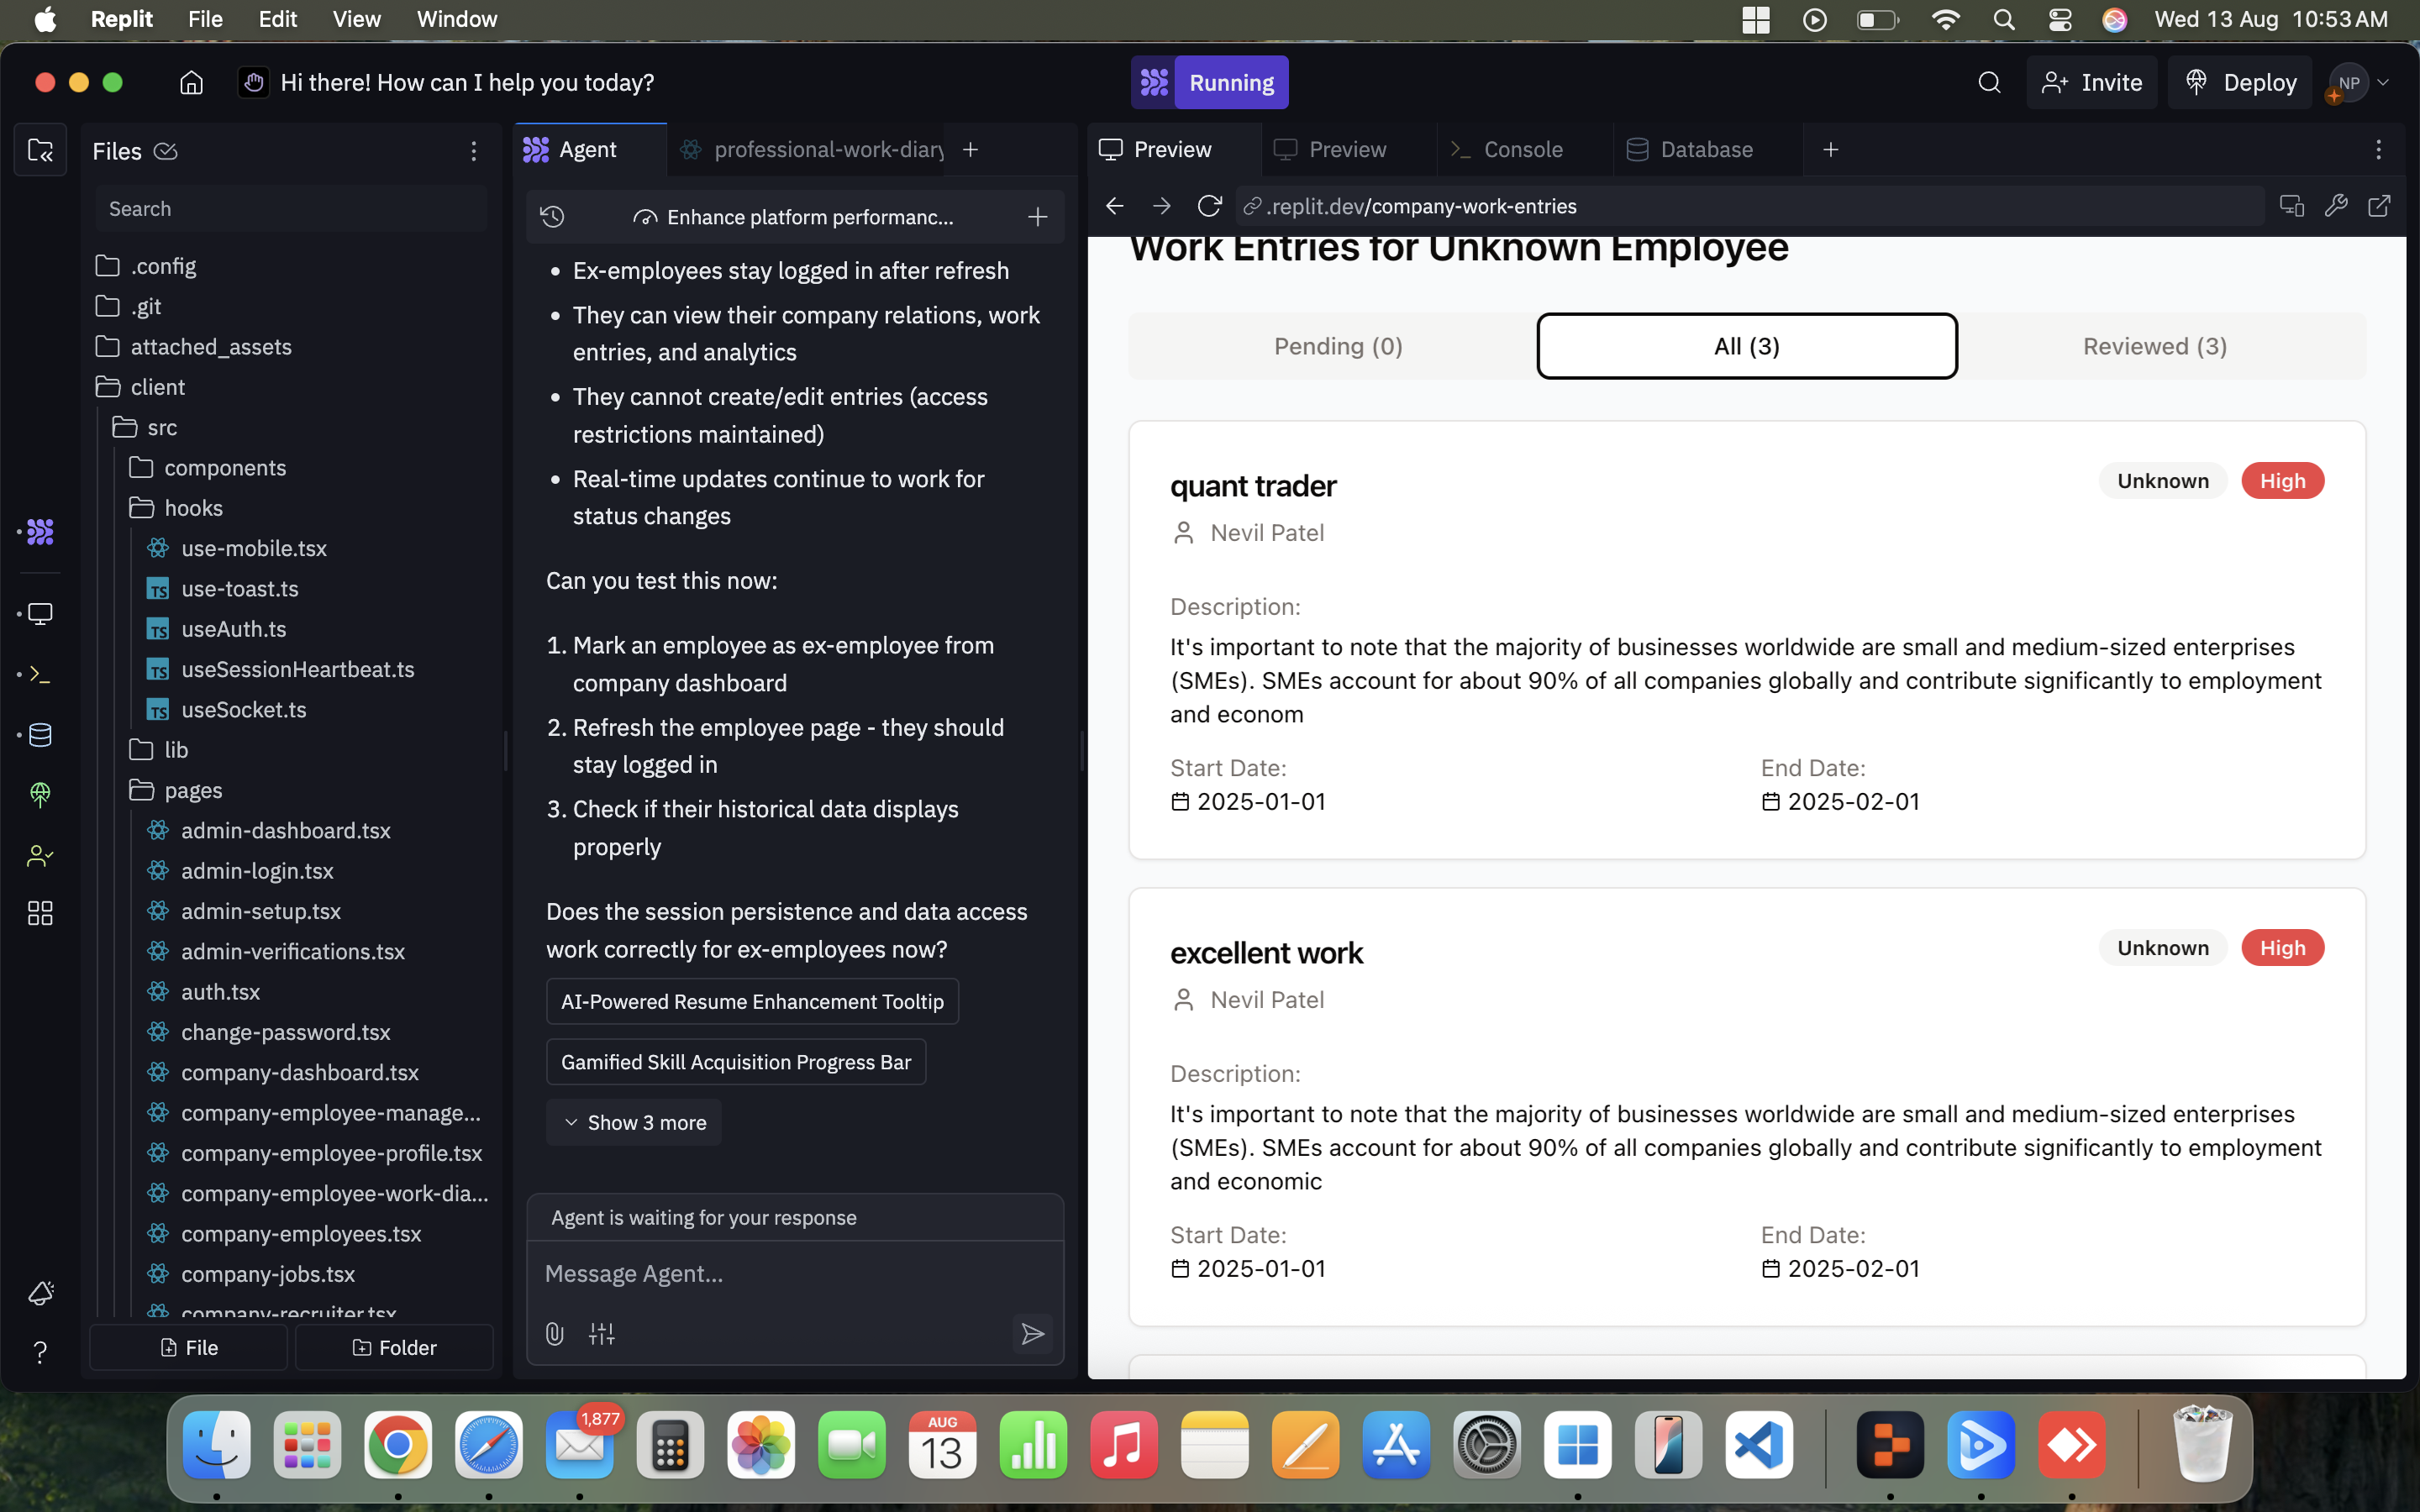 Replit File Edit View Window
Wed 13 Aug 10:53 AM
Hi there! How can I help you today?
Running
Invite
Deploy
NP
Files
Search
.config
.git
attached_assets
client
src
components
hooks
use-mobile.tsx
TS use-toast.ts
TS useAuth.ts
TS useSessionHeartbeat.ts
TS useSocket.ts
lib
pages
admin-dashboard.tsx
admin-login.tsx
admin-setup.tsx
admin-verifications.tsx
auth.tsx
change-password.tsx
company-dashboard.tsx
company-employee-manage...
company-employee-profile.tsx
company-employee-work-dia...
company-employees.tsx
company-jobs.tsx
company-recruiter.tsx
File
Folder
Agent
professional-work-diary
Enhance platform performanc...
• Ex-employees stay logged in after refresh
• They can view their company relations, work
entries, and analytics
• They cannot create/edit entries (access
restrictions maintained)
• Real-time updates continue to work for
status changes
Can you test this now:
1. Mark an employee as ex-employee from
company dashboard
2. Refresh the employee page - they should
stay logged in
3. Check if their historical data displays
properly
Does the session persistence and data access
work correctly for ex-employees now?
AI-Powered Resume Enhancement Tooltip
Gamified Skill Acquisition Progress Bar
Show 3 more
Agent is waiting for your response
Message Agent...
Preview
Preview
Console
Database
.replit.dev/company-work-entries
Work Entries for Unknown Employee
Pending (0)
All (3)
Reviewed (3)
quant trader
Unknown
High
Nevil Patel
Description:
It's important to note that the majority of businesses worldwide are small and medium-sized enterprises
(SMEs). SMEs account for about 90% of all companies globally and contribute significantly to employment
and econom
Start Date:
End Date:
2025-01-01
2025-02-01
excellent work
Unknown
High
Nevil Patel
Description:
It's important to note that the majority of businesses worldwide are small and medium-sized enterprises
(SMEs). SMEs account for about 90% of all companies globally and contribute significantly to employment
and economic
Start Date:
End Date:
2025-01-01
2025-02-01
1,877
AUG
13